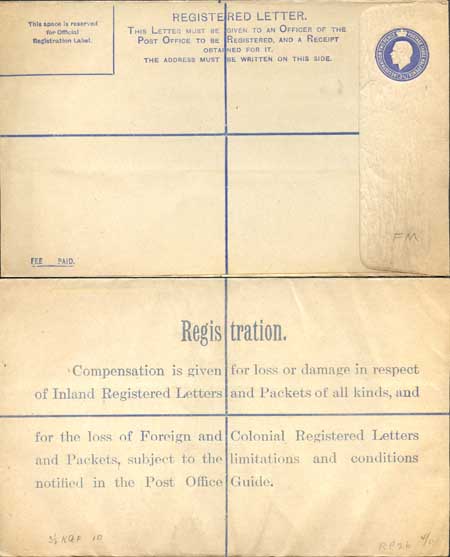 This space is reserved
for Official
Registration Label.
REGISTERED LETTER.
THIS LETTER MUST BE GIVEN TO AN OFFICER OF THE
POST OFFICE TO BE REGISTERED, AND A RECEIPT
OBTAINED FOR IT.
THE ADDRESS MUST BE WRITTEN ON THIS SIDE.
FM
FEE PAID.
Registration.
Compensation is given for loss or damage in respect
of Inland Registered Letters and Packets of all kinds, and
for the loss of Foreign and Colonial Registered Letters
and Packets, subject to the limitations and conditions
notified in the Post Office Guide.